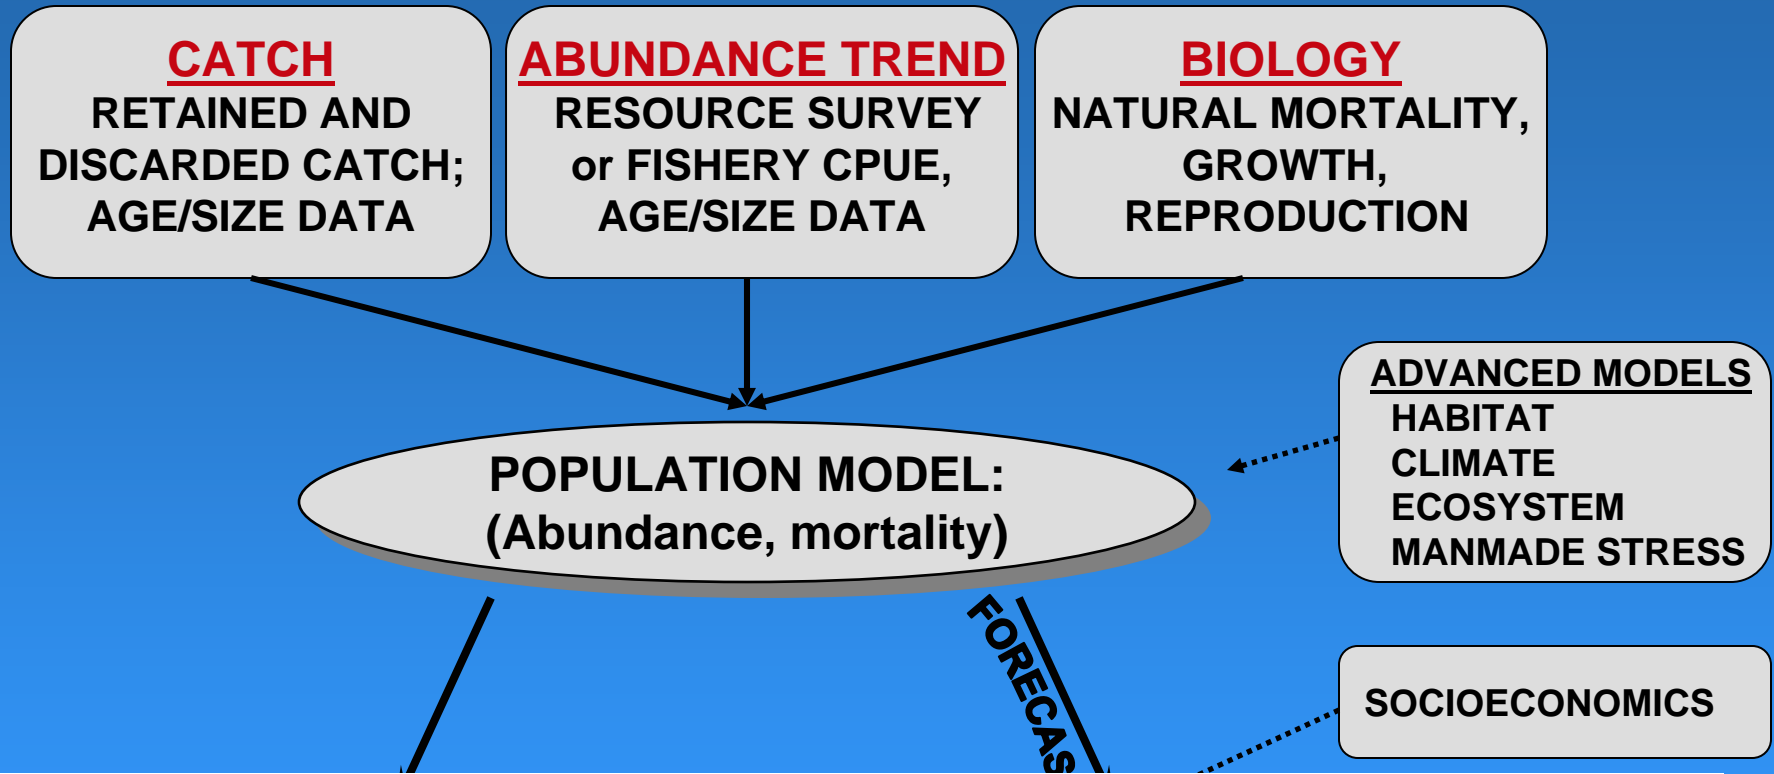 CATCH
RETAINED AND
DISCARDED CATCH;
AGE/SIZE DATA
ABUNDANCE TREND
RESOURCE SURVEY
or FISHERY CPUE,
AGE/SIZE DATA
BIOLOGY
NATURAL MORTALITY,
GROWTH,
REPRODUCTION
ADVANCED MODELS
HABITAT
CLIMATE
ECOSYSTEM
MANMADE STRESS
POPULATION MODEL:
(Abundance, mortality)
FORECAS
SOCIOECONOMICS